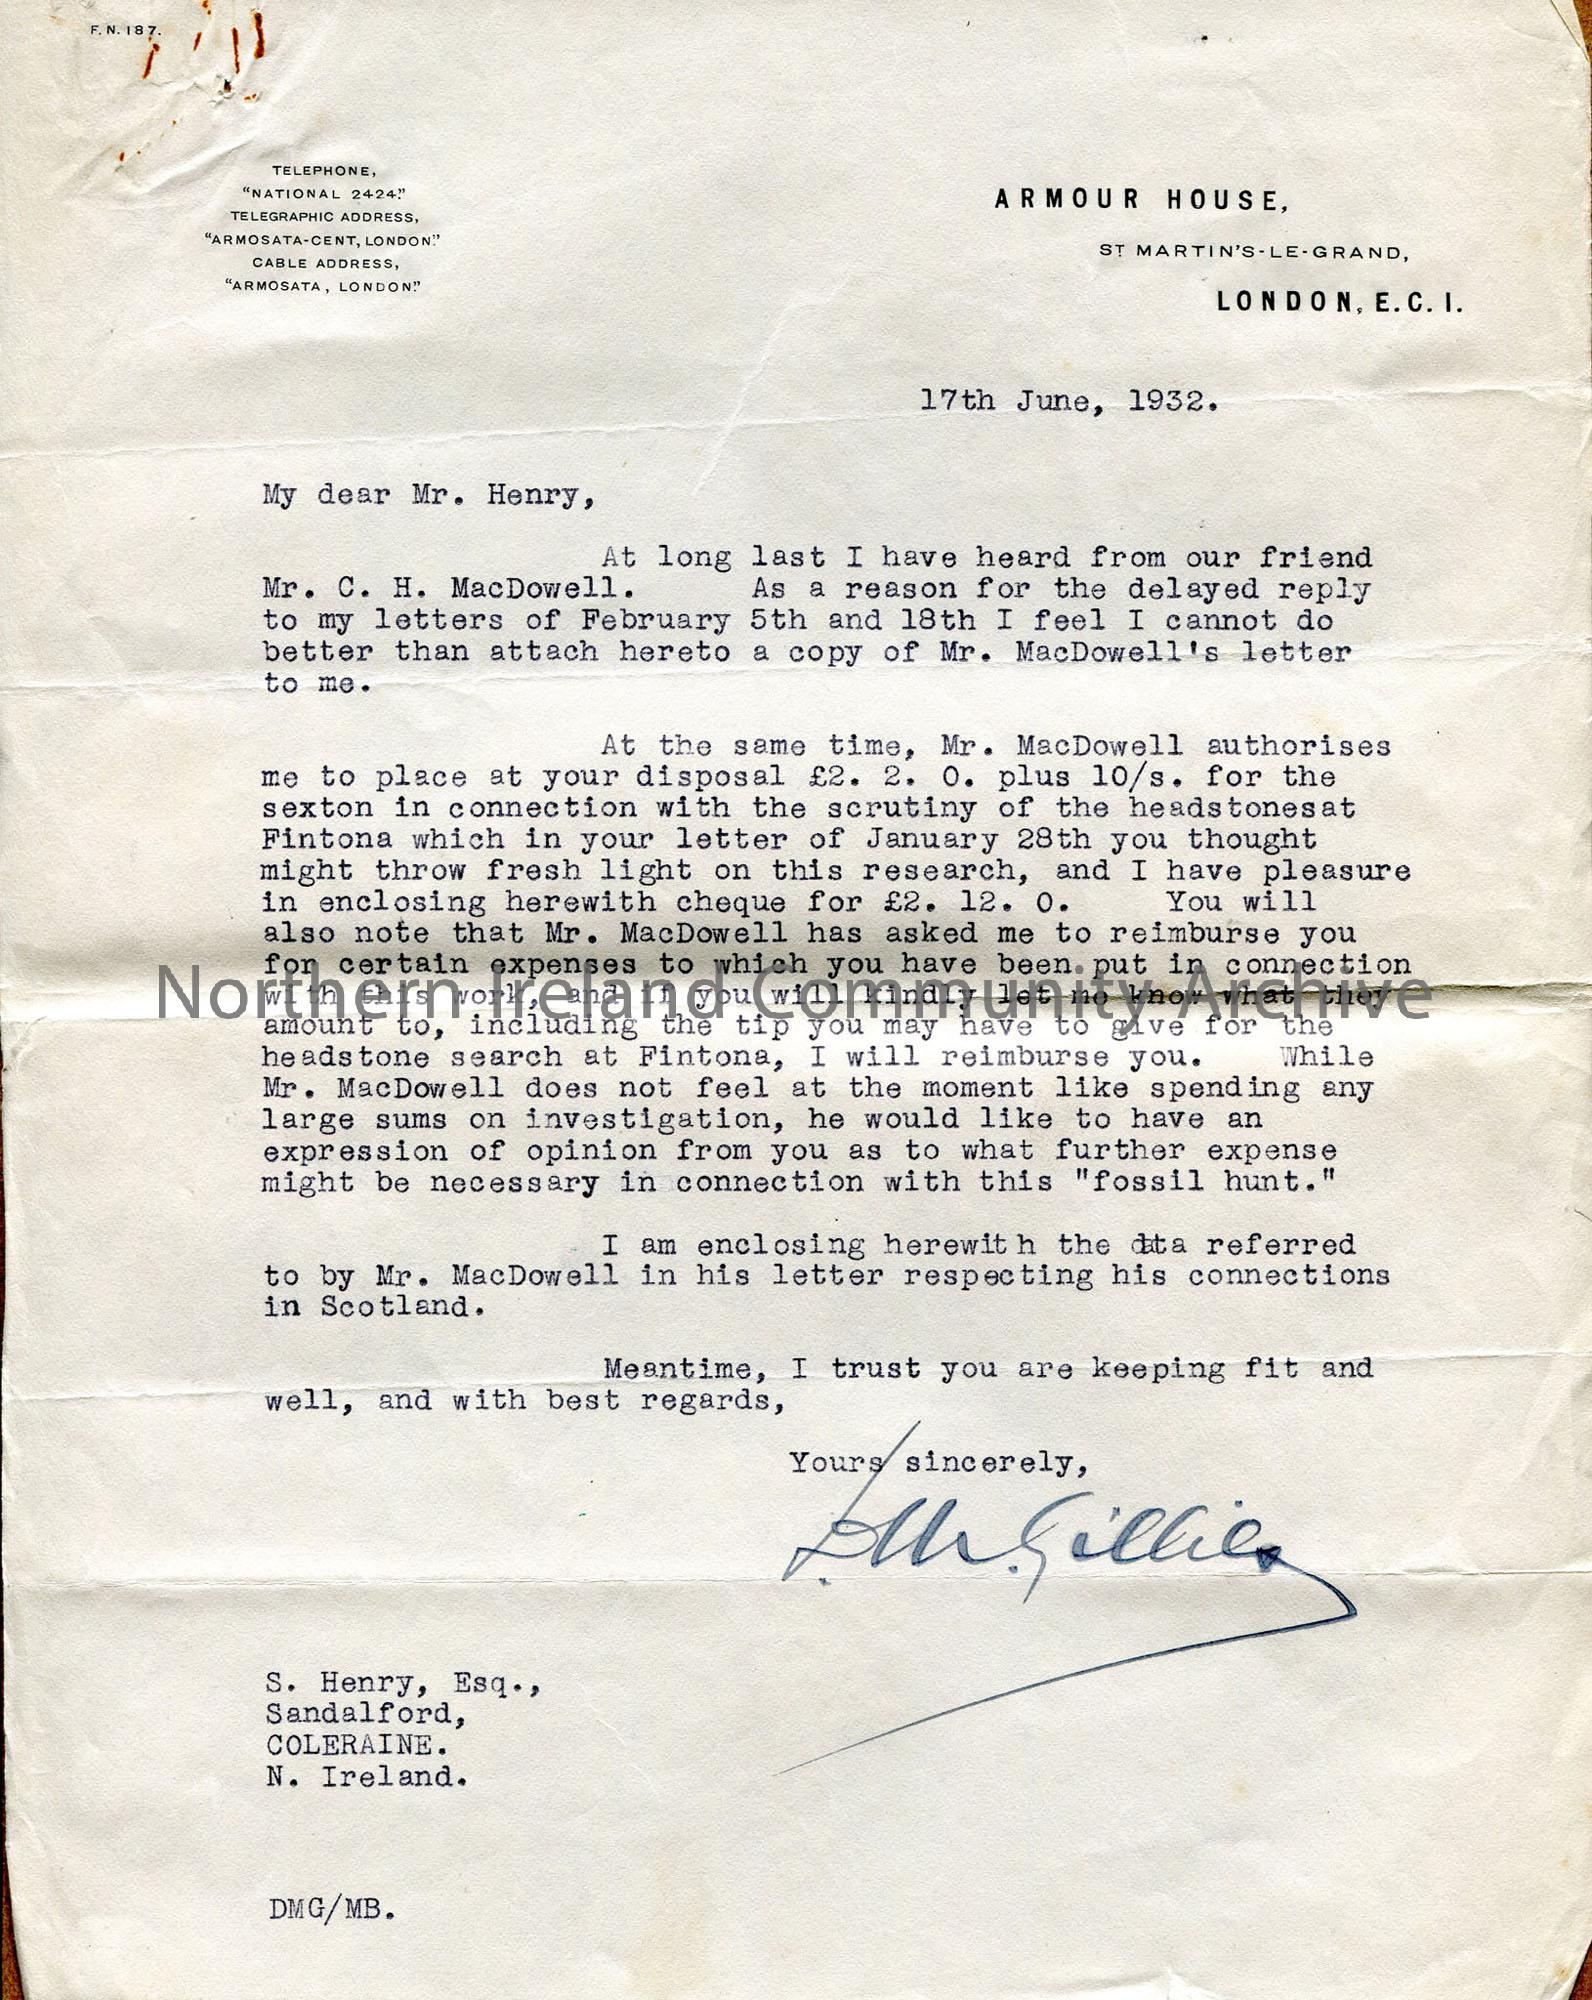 F. N. 187.
TELEPHONE,
"NATIONAL 2424."
TELEGRAPHIC ADDRESS,
"ARMOSATA-CENT, LONDON."
CABLE ADDRESS,
"ARMOSATA, LONDON."
ARMOUR HOUSE,
ST MARTIN'S-LE-GRAND,
LONDON, E.C. 1.
17th June, 1932.
My dear Mr. Henry,
At long last I have heard from our friend
Mr. C. H. MacDowell. As a reason for the delayed reply
to my letters of February 5th and 18th I feel I cannot do
better than attach hereto a copy of Mr. MacDowell's letter
to me.
At the same time, Mr. MacDowell authorises
me to place at your disposal £2. 2. 0. plus 10/s. for the
sexton in connection with the scrutiny of the headstonesat
Fintona which in your letter of January 28th you thought
might throw fresh light on this research, and I have pleasure
in enclosing herewith cheque for £2. 12. 0. You will
also note that Mr. MacDowell has asked me to reimburse you
for certain expenses to which you have been put in connection
with this work, and if you will kindly let me know what they
amount to, including the tip you may have to give for the
headstone search at Fintona, I will reimburse you. While
Mr. MacDowell does not feel at the moment like spending any
large sums on investigation, he would like to have an
expression of opinion from you as to what further expense
might be necessary in connection with this "fossil hunt."
I am enclosing herewith the data referred
to by Mr. MacDowell in his letter respecting his connections
in Scotland.
Meantime, I trust you are keeping fit and
well, and with best regards,
Yours sincerely,
D. M. Gillies
S. Henry, Esq.,
Sandalford,
COLERAINE.
N. Ireland.
DMG/MB.
Northern Ireland Community Archive